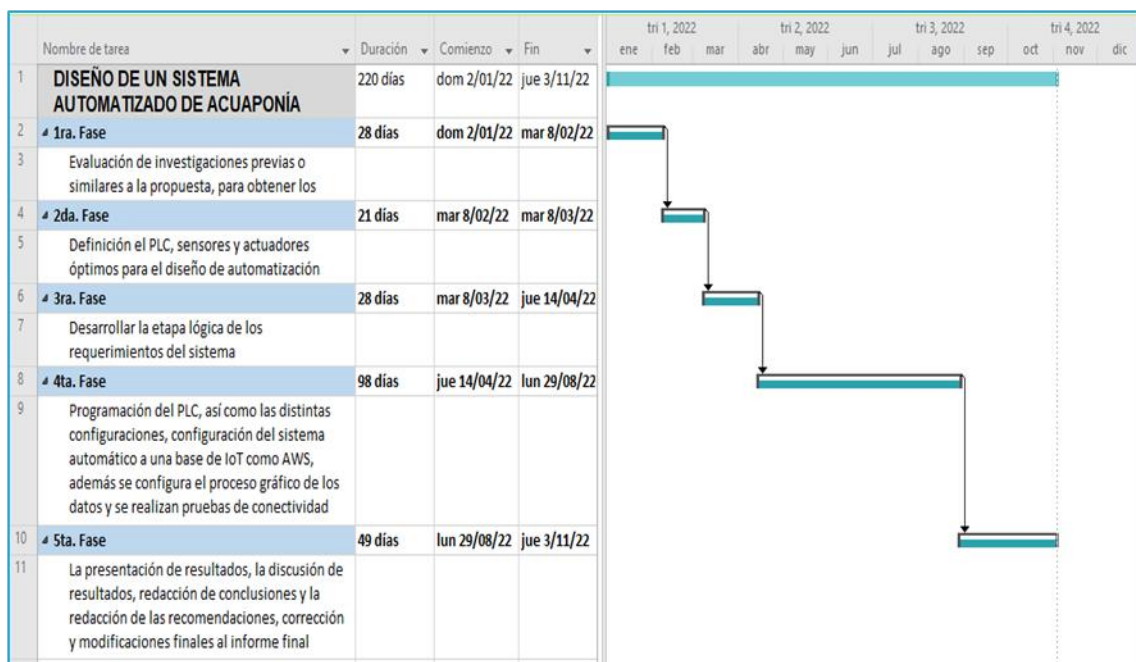 tri 1, 2022 tri 2, 2022 tri 3, 2022 tri 4, 2022
Nombre de tarea Duración Comienzo Fin ene feb mar abr may jun jul ago sep oct nov dic
1 DISEÑO DE UN SISTEMA 220 días dom 2/01/22 jue 3/11/22
AUTOMATIZADO DE ACUAPONÍA
2 1ra. Fase 28 días dom 2/01/22 mar 8/02/22
3 Evaluación de investigaciones previas o
similares a la propuesta, para obtener los
4 2da. Fase 21 días mar 8/02/22 mar 8/03/22
5 Definición el PLC, sensores y actuadores
óptimos para el diseño de automatización
6 3ra. Fase 28 días mar 8/03/22 jue 14/04/22
7 Desarrollar la etapa lógica de los
requerimientos del sistema
8 4ta. Fase 98 días jue 14/04/22 lun 29/08/22
9 Programación del PLC, así como las distintas
configuraciones, configuración del sistema
automático a una base de IoT como AWS,
además se configura el proceso gráfico de los
datos y se realizan pruebas de conectividad
10 5ta. Fase 49 días lun 29/08/22 jue 3/11/22
11 La presentación de resultados, la discusión de
resultados, redacción de conclusiones y la
redacción de las recomendaciones, corrección
y modificaciones finales al informe final